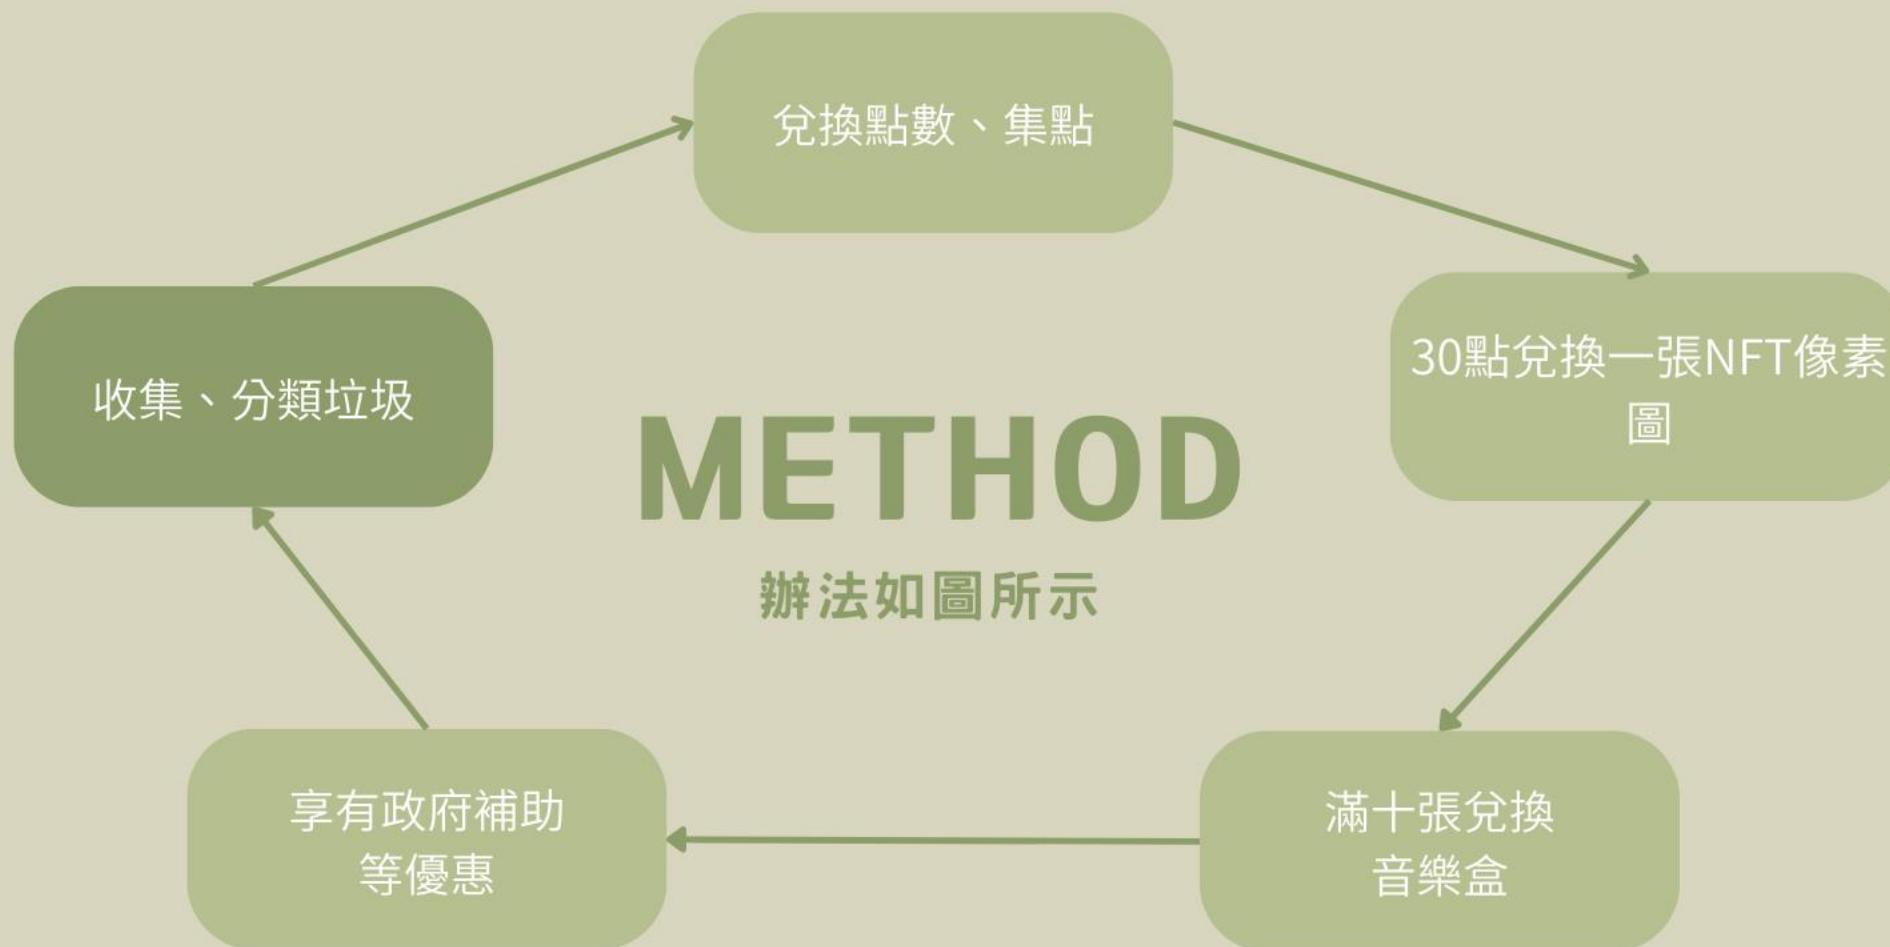 兌換點數、集點
30點兌換一張NFT像素
圖
收集、分類垃圾
METHOD
辦法如圖所示
享有政府補助
等優惠
滿十張兌換
音樂盒